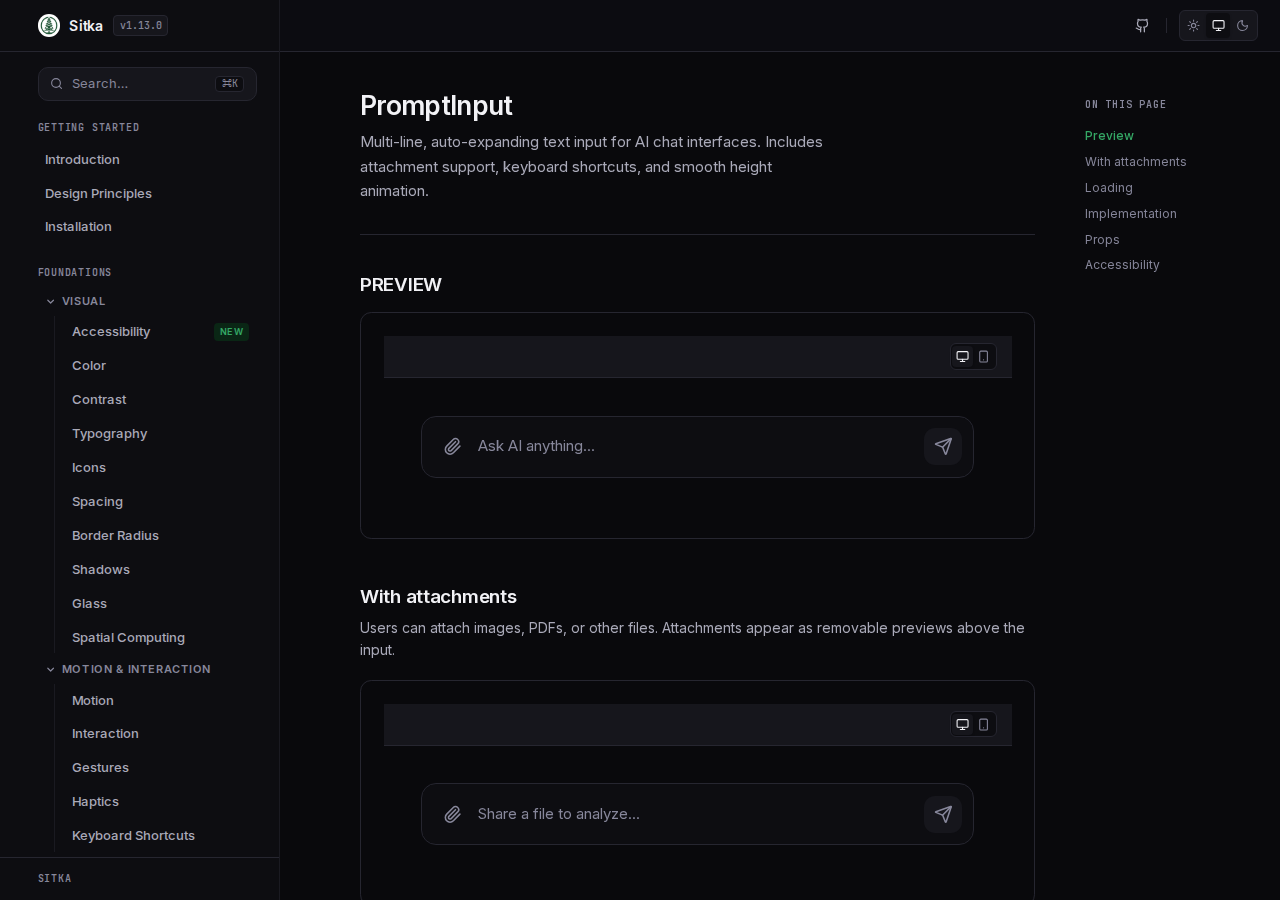 Sitka v1.13.0
Search... ⌘K
GETTING STARTED
Introduction
Design Principles
Installation
FOUNDATIONS
VISUAL
Accessibility NEW
Color
Contrast
Typography
Icons
Spacing
Border Radius
Shadows
Glass
Spatial Computing
MOTION & INTERACTION
Motion
Interaction
Gestures
Haptics
Keyboard Shortcuts
SITKA
PromptInput
Multi-line, auto-expanding text input for AI chat interfaces. Includes
attachment support, keyboard shortcuts, and smooth height
animation.
PREVIEW
Ask AI anything...
With attachments
Users can attach images, PDFs, or other files. Attachments appear as removable previews above the
input.
Share a file to analyze...
ON THIS PAGE
Preview
With attachments
Loading
Implementation
Props
Accessibility